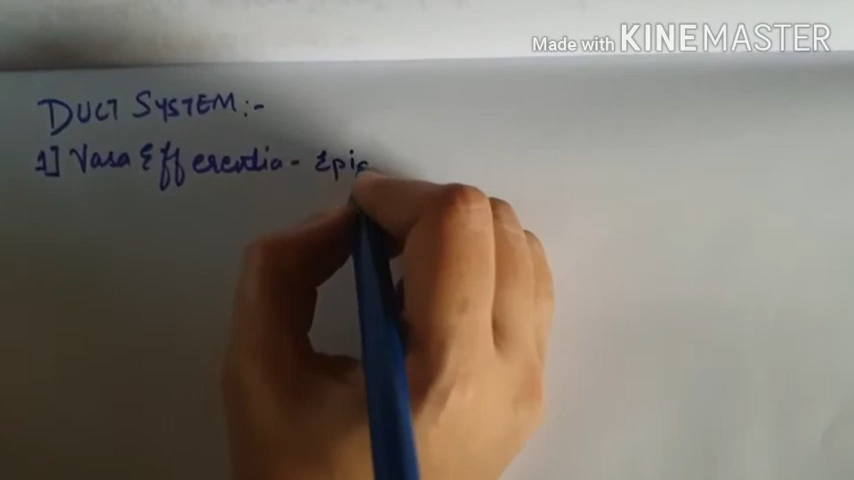 Made with KINEMASTER
DUCT SYSTEM:-
1] Vasa Efferentia - Epi